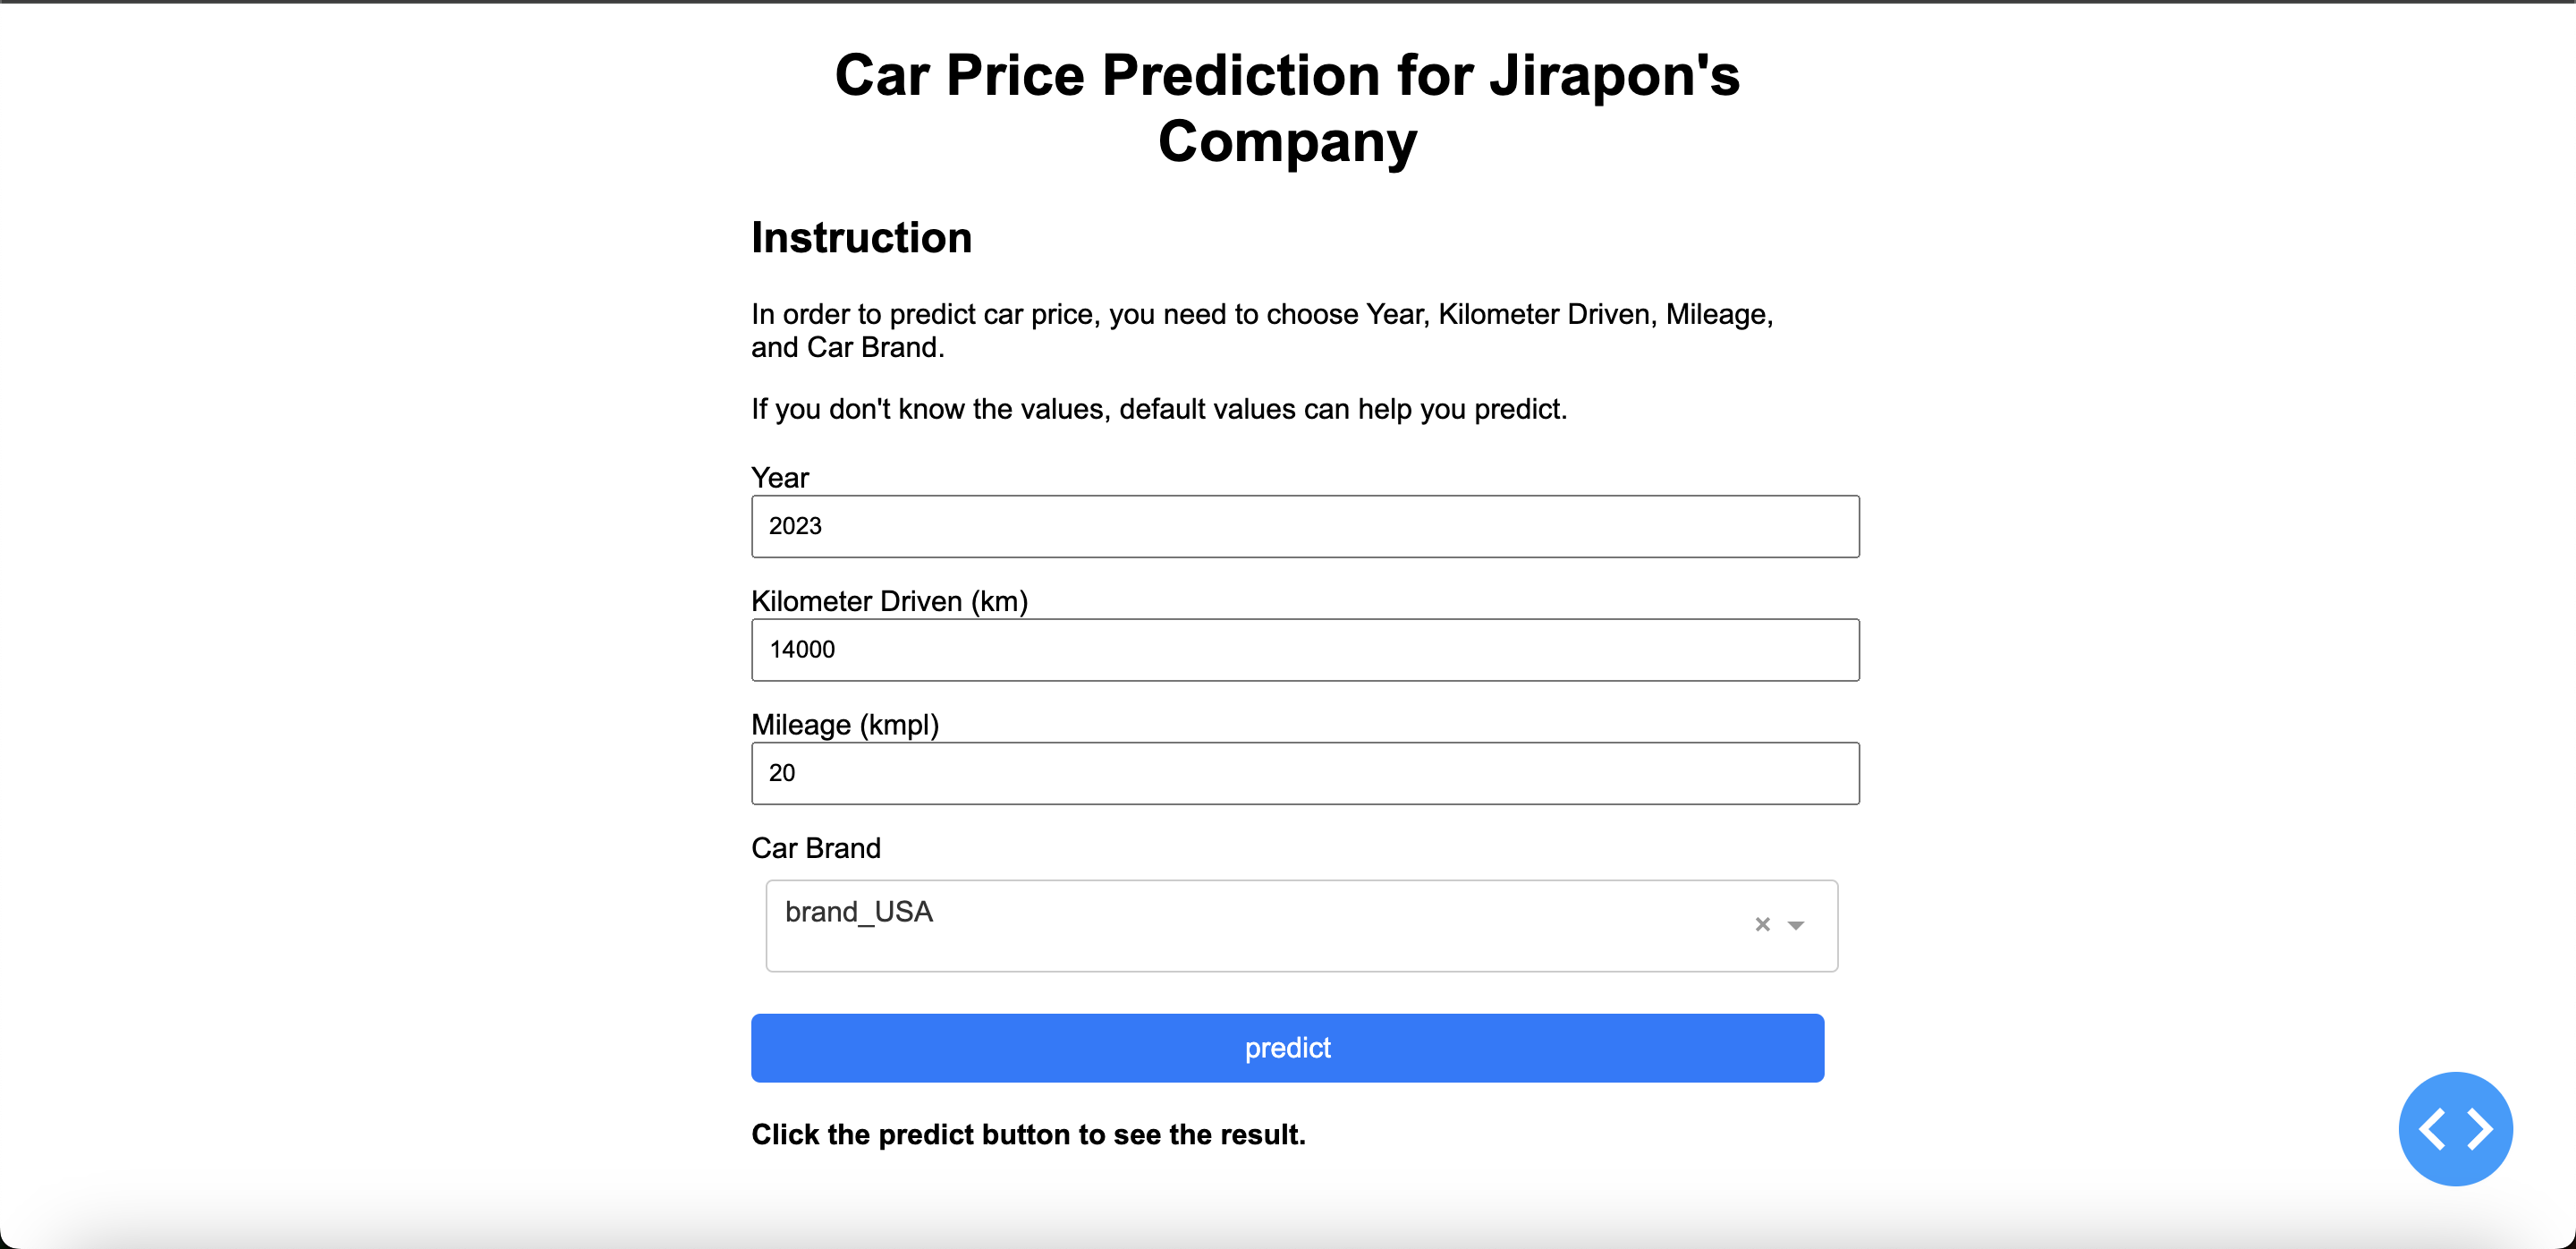 Car Price Prediction for Jirapon's
Company
Instruction
In order to predict car price, you need to choose Year, Kilometer Driven, Mileage,
and Car Brand.
If you don't know the values, default values can help you predict.
Year
2023
Kilometer Driven (km)
14000
Mileage (kmpl)
20
Car Brand
brand_USA
predict
Click the predict button to see the result.